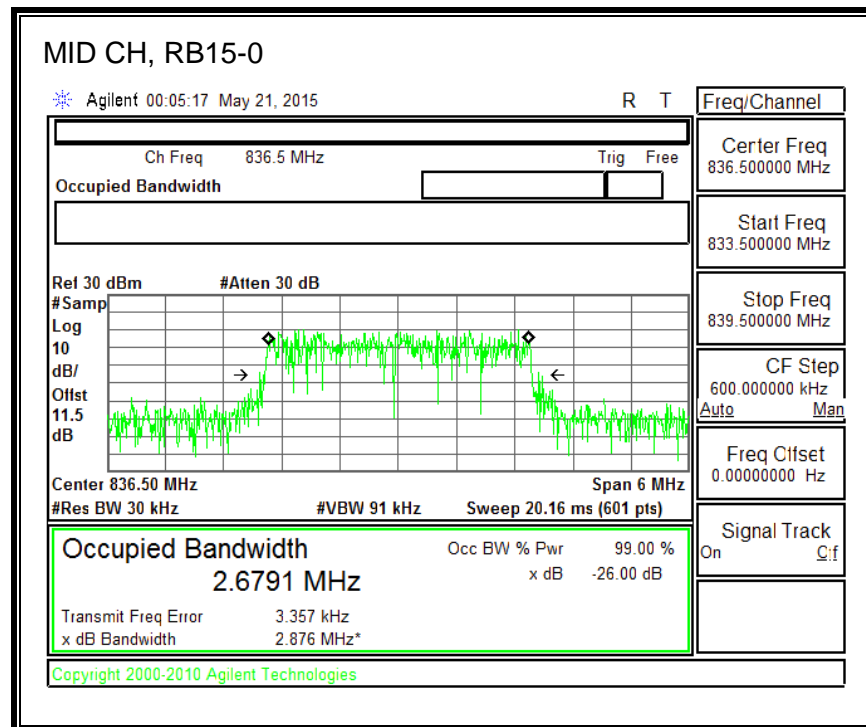 MID CH, RB15-0
Agilent 00:05:17 May 21, 2015 R T
Freq/Channel
Ch Freq 836.5 MHz Trig Free
Occupied Bandwidth
Center Freq
836.500000 MHz
Start Freq
833.500000 MHz
Stop Freq
839.500000 MHz
CF Step
600.000000 kHz
Auto Man
Freq Offset
0.00000000 Hz
Signal Track
On Off
Ref 30 dBm #Atten 30 dB
#Samp
Log
10
dB/
Offst
11.5
dB
Center 836.50 MHz Span 6 MHz
#Res BW 30 kHz #VBW 91 kHz Sweep 20.16 ms (601 pts)
Occupied Bandwidth Occ BW % Pwr 99.00 %
2.6791 MHz x dB -26.00 dB
Transmit Freq Error 3.357 kHz
x dB Bandwidth 2.876 MHz*
Copyright 2000-2010 Agilent Technologies